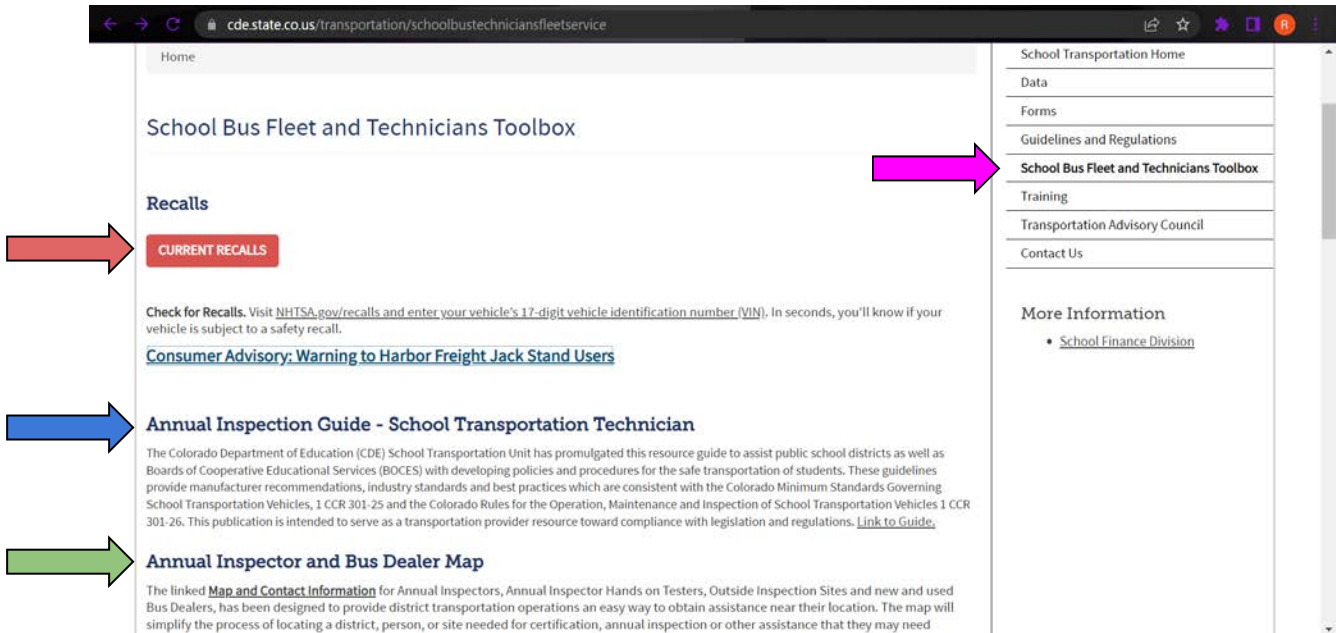 cde.state.co.us/transportation/schoolbustechniciansfleetservice
R
Home
School Bus Fleet and Technicians Toolbox
Recalls
CURRENT RECALLS
Check for Recalls. Visit NHTSA.gov/recalls and enter your vehicle's 17-digit vehicle identification number (VIN). In seconds, you'll know if your
vehicle is subject to a safety recall.
Consumer Advisory: Warning to Harbor Freight Jack Stand Users
Annual Inspection Guide - School Transportation Technician
The Colorado Department of Education (CDE) School Transportation Unit has promulgated this resource guide to assist public school districts as well as
Boards of Cooperative Educational Services (BOCES) with developing policies and procedures for the safe transportation of students. These guidelines
provide manufacturer recommendations, industry standards and best practices which are consistent with the Colorado Minimum Standards Governing
School Transportation Vehicles, 1 CCR 301-25 and the Colorado Rules for the Operation, Maintenance and Inspection of School Transportation Vehicles 1 CCR
301-26. This publication is intended to serve as a transportation provider resource toward compliance with legislation and regulations. Link to Guide.
Annual Inspector and Bus Dealer Map
The linked Map and Contact Information for Annual Inspectors, Annual Inspector Hands on Testers, Outside Inspection Sites and new and used
Bus Dealers, has been designed to provide district transportation operations an easy way to obtain assistance near their location. The map will
simplify the process of locating a district, person, or site needed for certification, annual inspection or other assistance that they may need
School Transportation Home
Data
Forms
Guidelines and Regulations
School Bus Fleet and Technicians Toolbox
Training
Transportation Advisory Council
Contact Us
More Information
• School Finance Division